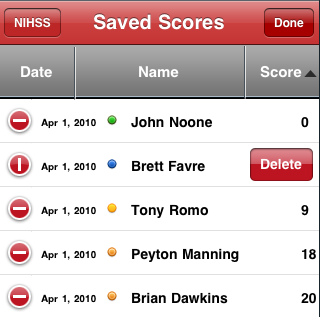 NIHSS Saved Scores Done
Date Name Score
Apr 1, 2010 John Noone 0
Apr 1, 2010 Brett Favre Delete
Apr 1, 2010 Tony Romo 9
Apr 1, 2010 Peyton Manning 18
Apr 1, 2010 Brian Dawkins 20